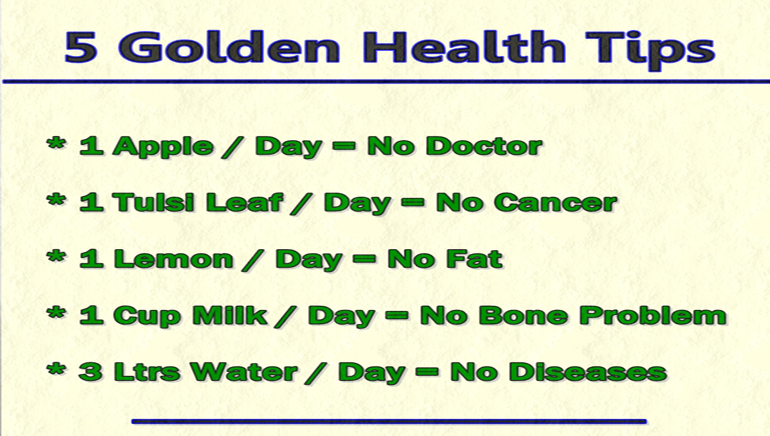 5 Golden Health Tips
* 1 Apple / Day = No Doctor
* 1 Tulsi Leaf / Day = No Cancer
* 1 Lemon / Day = No Fat
* 1 Cup Milk / Day = No Bone Problem
* 3 Ltrs Water / Day = No Diseases